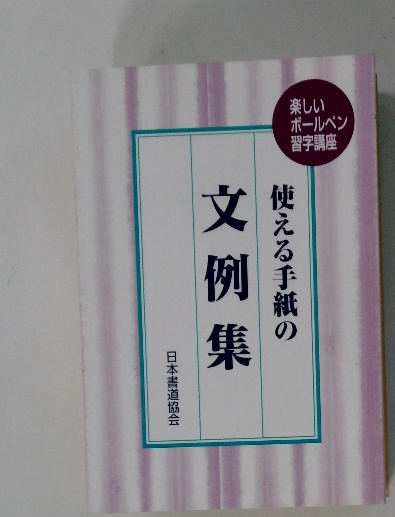 楽しい
ボールペン
習字講座
使える手紙の
文例集
日本書道協会